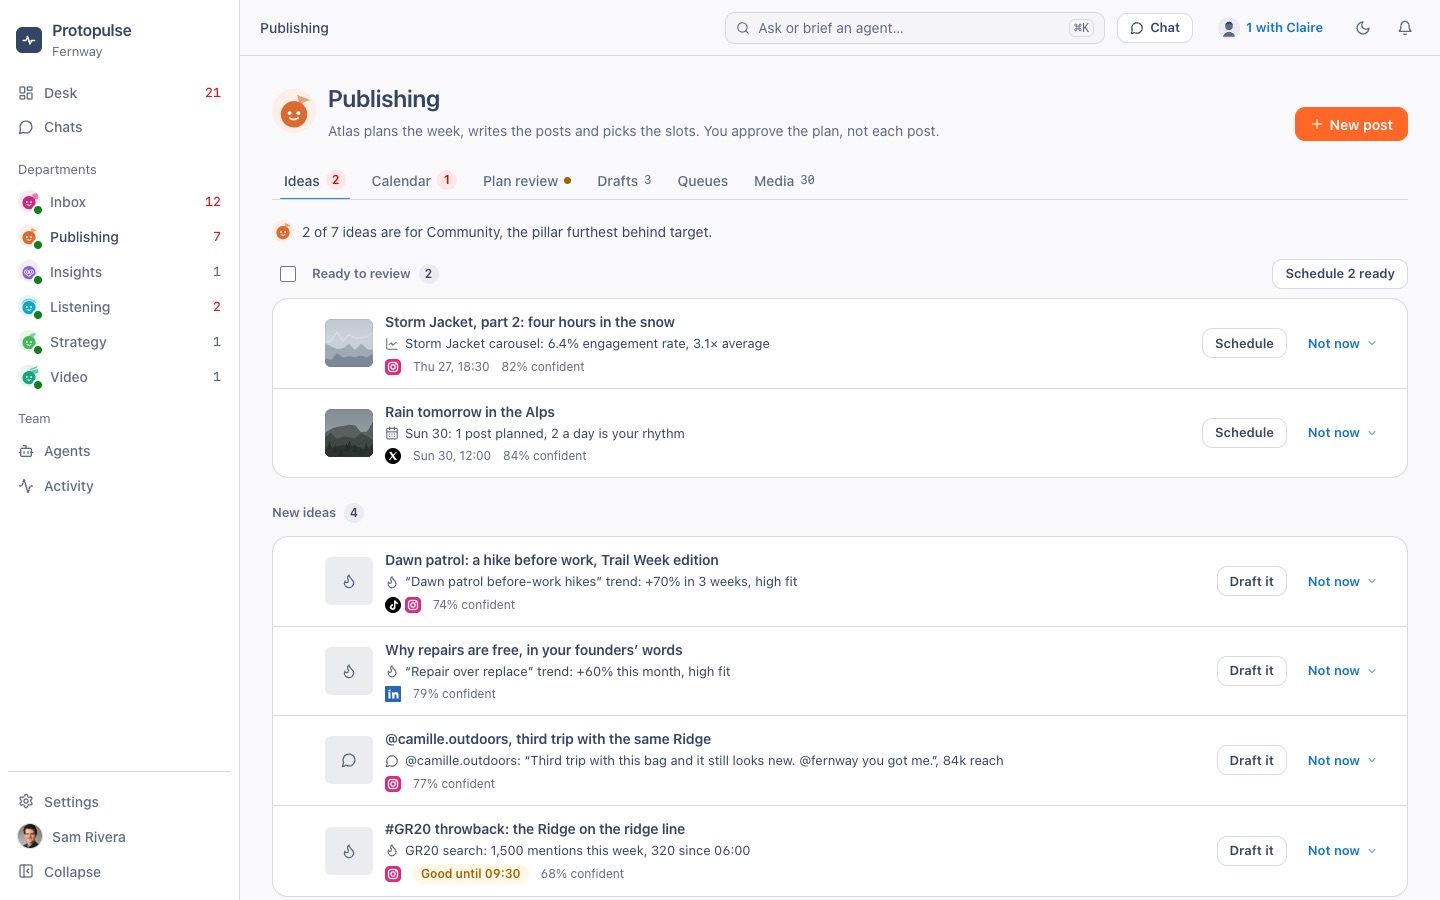 Protopulse
Fernway
Desk 21
Chats
Departments
Inbox 12
Publishing 7
Insights 1
Listening 2
Strategy 1
Video 1
Team
Agents
Activity
Settings
Sam Rivera
Collapse
Publishing
Ask or brief an agent... ⌘K
Chat
1 with Claire
Publishing
Atlas plans the week, writes the posts and picks the slots. You approve the plan, not each post.
+ New post
Ideas 2 Calendar 1 Plan review Drafts 3 Queues Media 30
2 of 7 ideas are for Community, the pillar furthest behind target.
Ready to review 2 Schedule 2 ready
Storm Jacket, part 2: four hours in the snow
Storm Jacket carousel: 6.4% engagement rate, 3.1× average
Thu 27, 18:30 82% confident
Schedule Not now
Rain tomorrow in the Alps
Sun 30: 1 post planned, 2 a day is your rhythm
Sun 30, 12:00 84% confident
Schedule Not now
New ideas 4
Dawn patrol: a hike before work, Trail Week edition
“Dawn patrol before-work hikes” trend: +70% in 3 weeks, high fit
74% confident
Draft it Not now
Why repairs are free, in your founders’ words
“Repair over replace” trend: +60% this month, high fit
in 79% confident
Draft it Not now
@camille.outdoors, third trip with the same Ridge
@camille.outdoors: “Third trip with this bag and it still looks new. @fernway you got me.”, 84k reach
77% confident
Draft it Not now
#GR20 throwback: the Ridge on the ridge line
GR20 search: 1,500 mentions this week, 320 since 06:00
Good until 09:30 68% confident
Draft it Not now